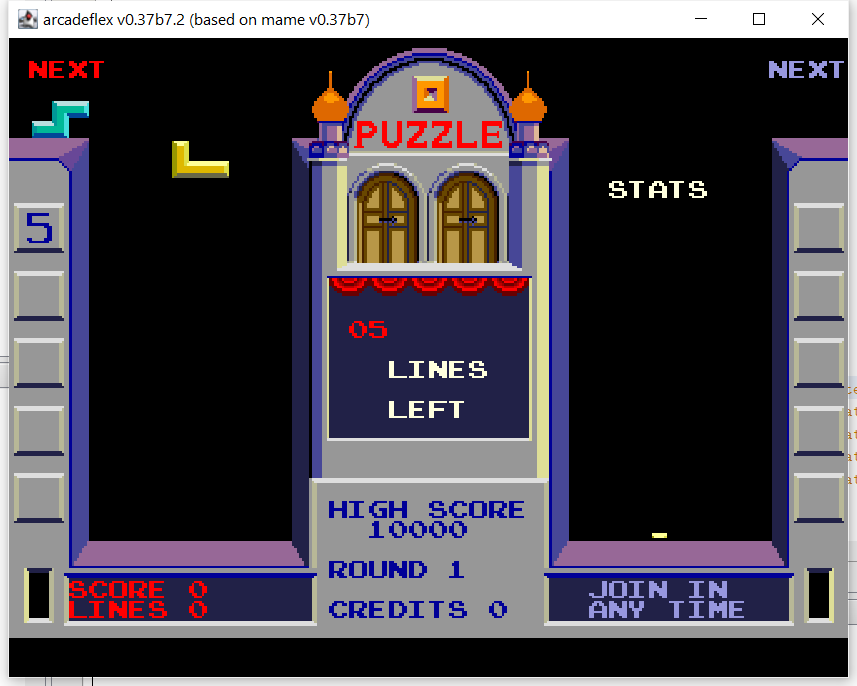 arcadeflex v0.37b7.2 (based on mame v0.37b7)
NEXT
NEXT
PUZZLE
STATS
5
05
LINES
LEFT
HIGH SCORE
10000
ROUND 1
CREDITS 0
SCORE 0
LINES 0
JOIN IN
ANY TIME